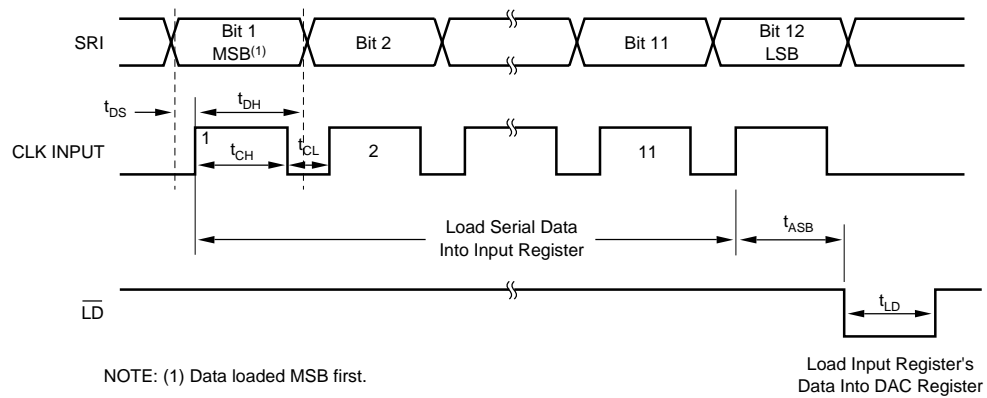 SRI
Bit 1
MSB(1)
Bit 2
Bit 11
Bit 12
LSB
tDS
tDH
CLK INPUT
1
tCH
tCL
2
11
Load Serial Data
Into Input Register
tASB
LD
tLD
NOTE: (1) Data loaded MSB first.
Load Input Register's
Data Into DAC Register